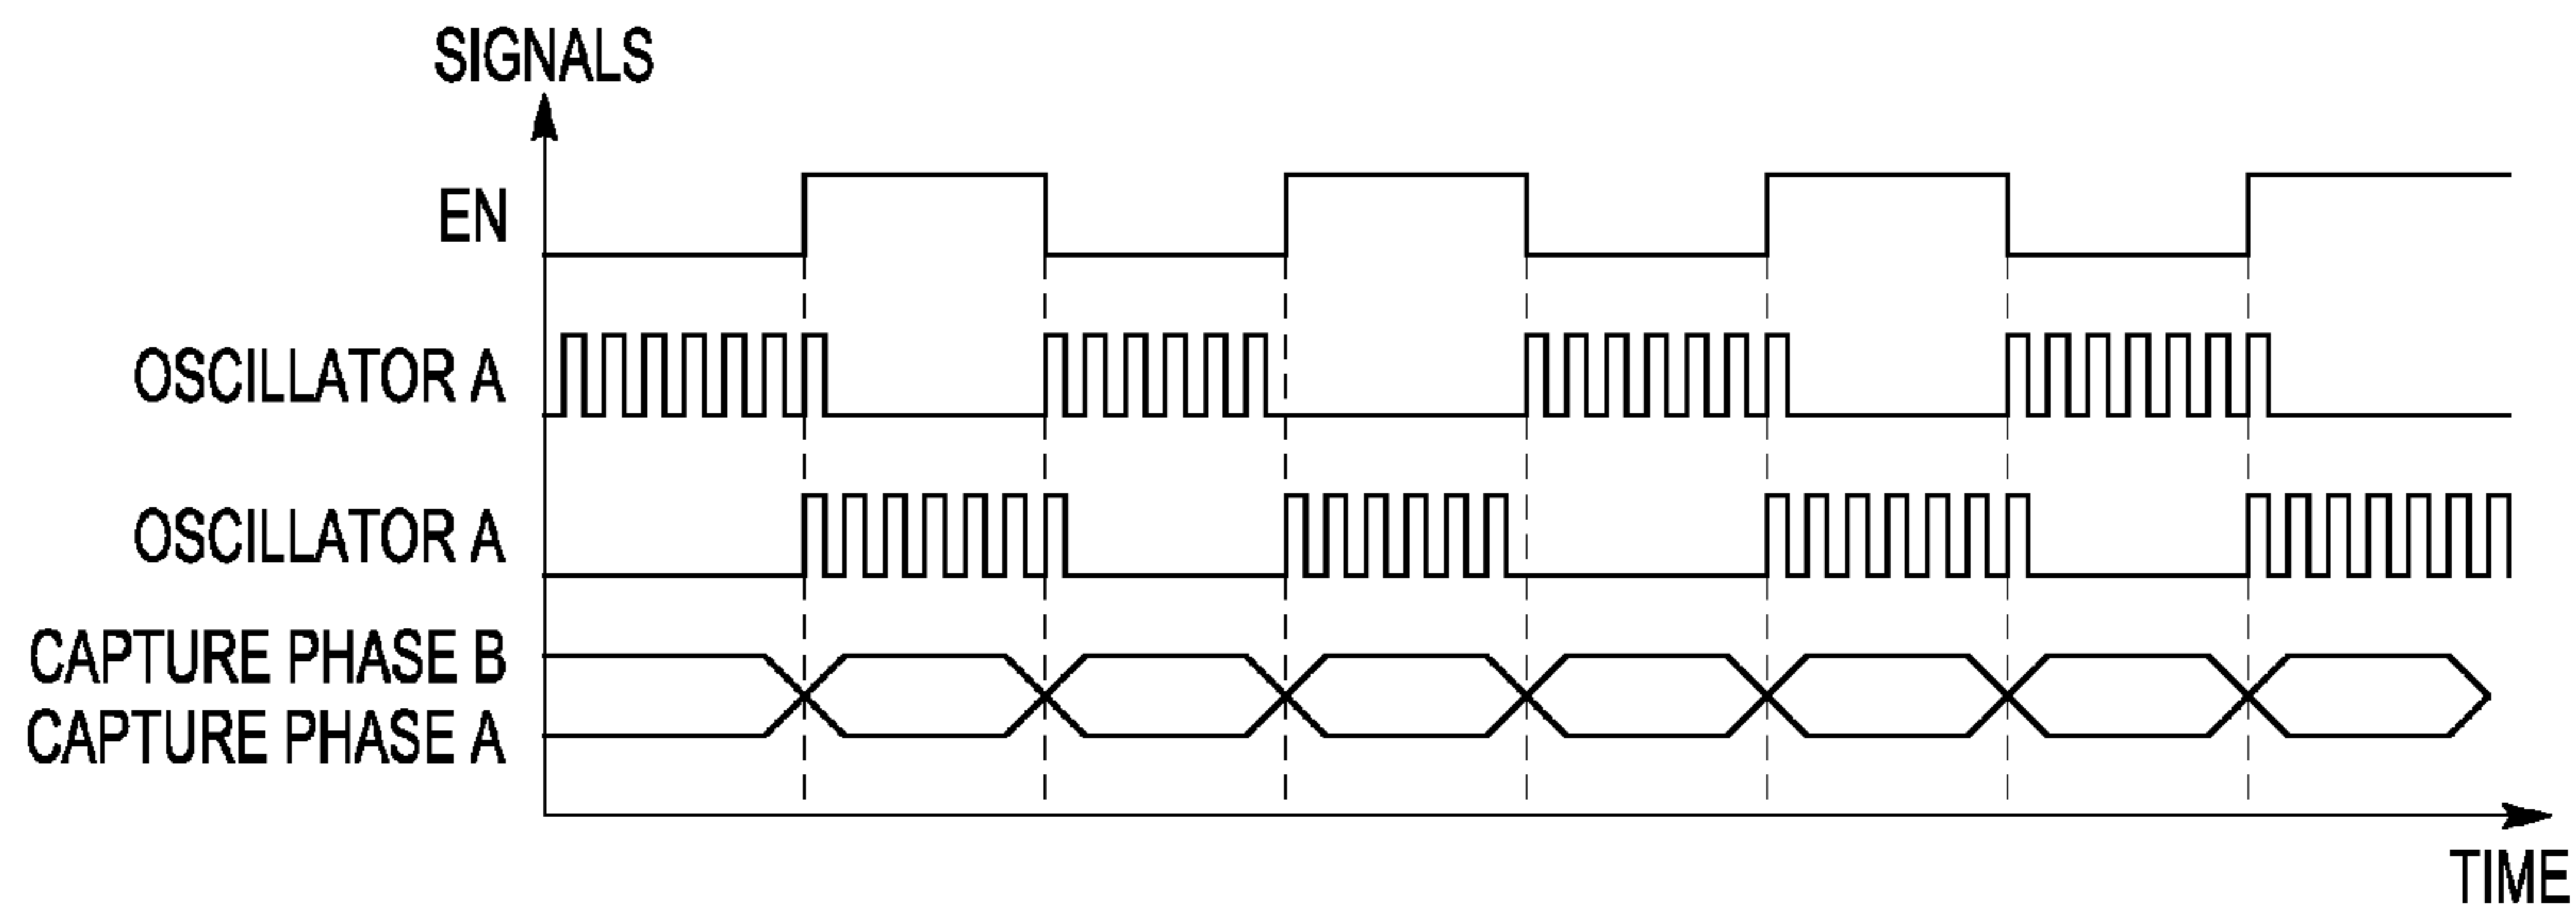 SIGNALS
EN
OSCILLATOR A
OSCILLATOR A
CAPTURE PHASE B
CAPTURE PHASE A
TIME